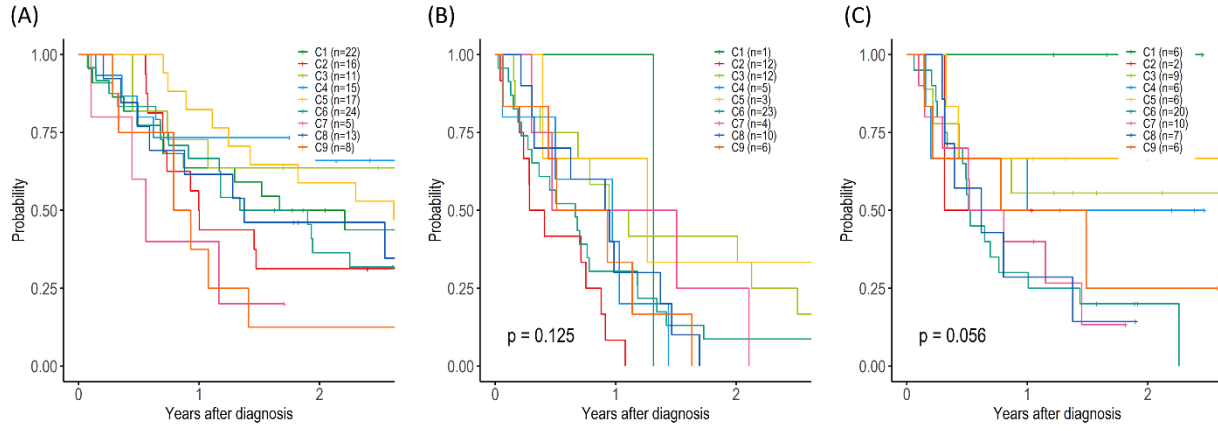 (A)
Probability
1.00
0.75
0.50
0.25
0.00
C1 (n=22)
C2 (n=16)
C3 (n=11)
C4 (n=15)
C5 (n=17)
C6 (n=24)
C7 (n=5)
C8 (n=13)
C9 (n=8)
0
1
2
Years after diagnosis
(B)
Probability
1.00
0.75
0.50
0.25
0.00
C1 (n=1)
C2 (n=12)
C3 (n=12)
C4 (n=5)
C5 (n=3)
C6 (n=23)
C7 (n=4)
C8 (n=10)
C9 (n=6)
p = 0.125
0
1
2
Years after diagnosis
(C)
Probability
1.00
0.75
0.50
0.25
0.00
C1 (n=6)
C2 (n=2)
C3 (n=9)
C4 (n=6)
C5 (n=6)
C6 (n=20)
C7 (n=10)
C8 (n=7)
C9 (n=6)
p = 0.056
0
1
2
Years after diagnosis